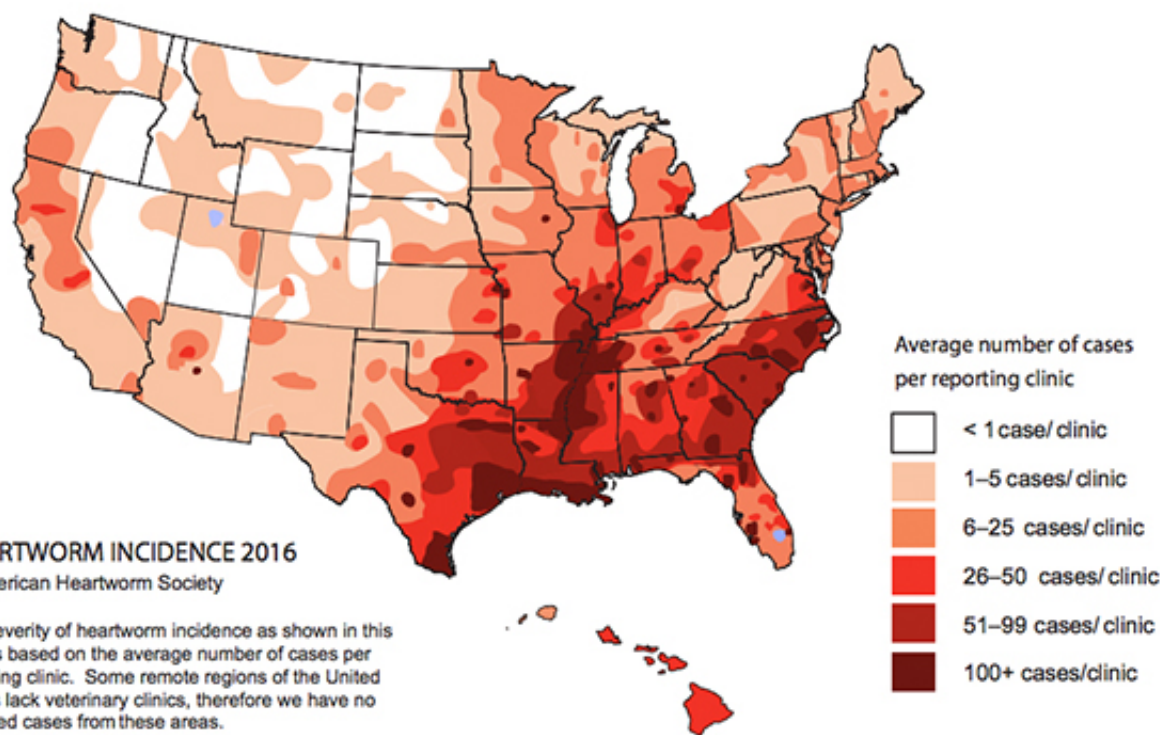 RTWORM INCIDENCE 2016
erican Heartworm Society
everity of heartworm incidence as shown in this
s based on the average number of cases per
ng clinic. Some remote regions of the United
s lack veterinary clinics, therefore we have no
ed cases from these areas.
Average number of cases
per reporting clinic
< 1 case/ clinic
1–5 cases/ clinic
6–25 cases/ clinic
26–50 cases/ clinic
51–99 cases/ clinic
100+ cases/clinic